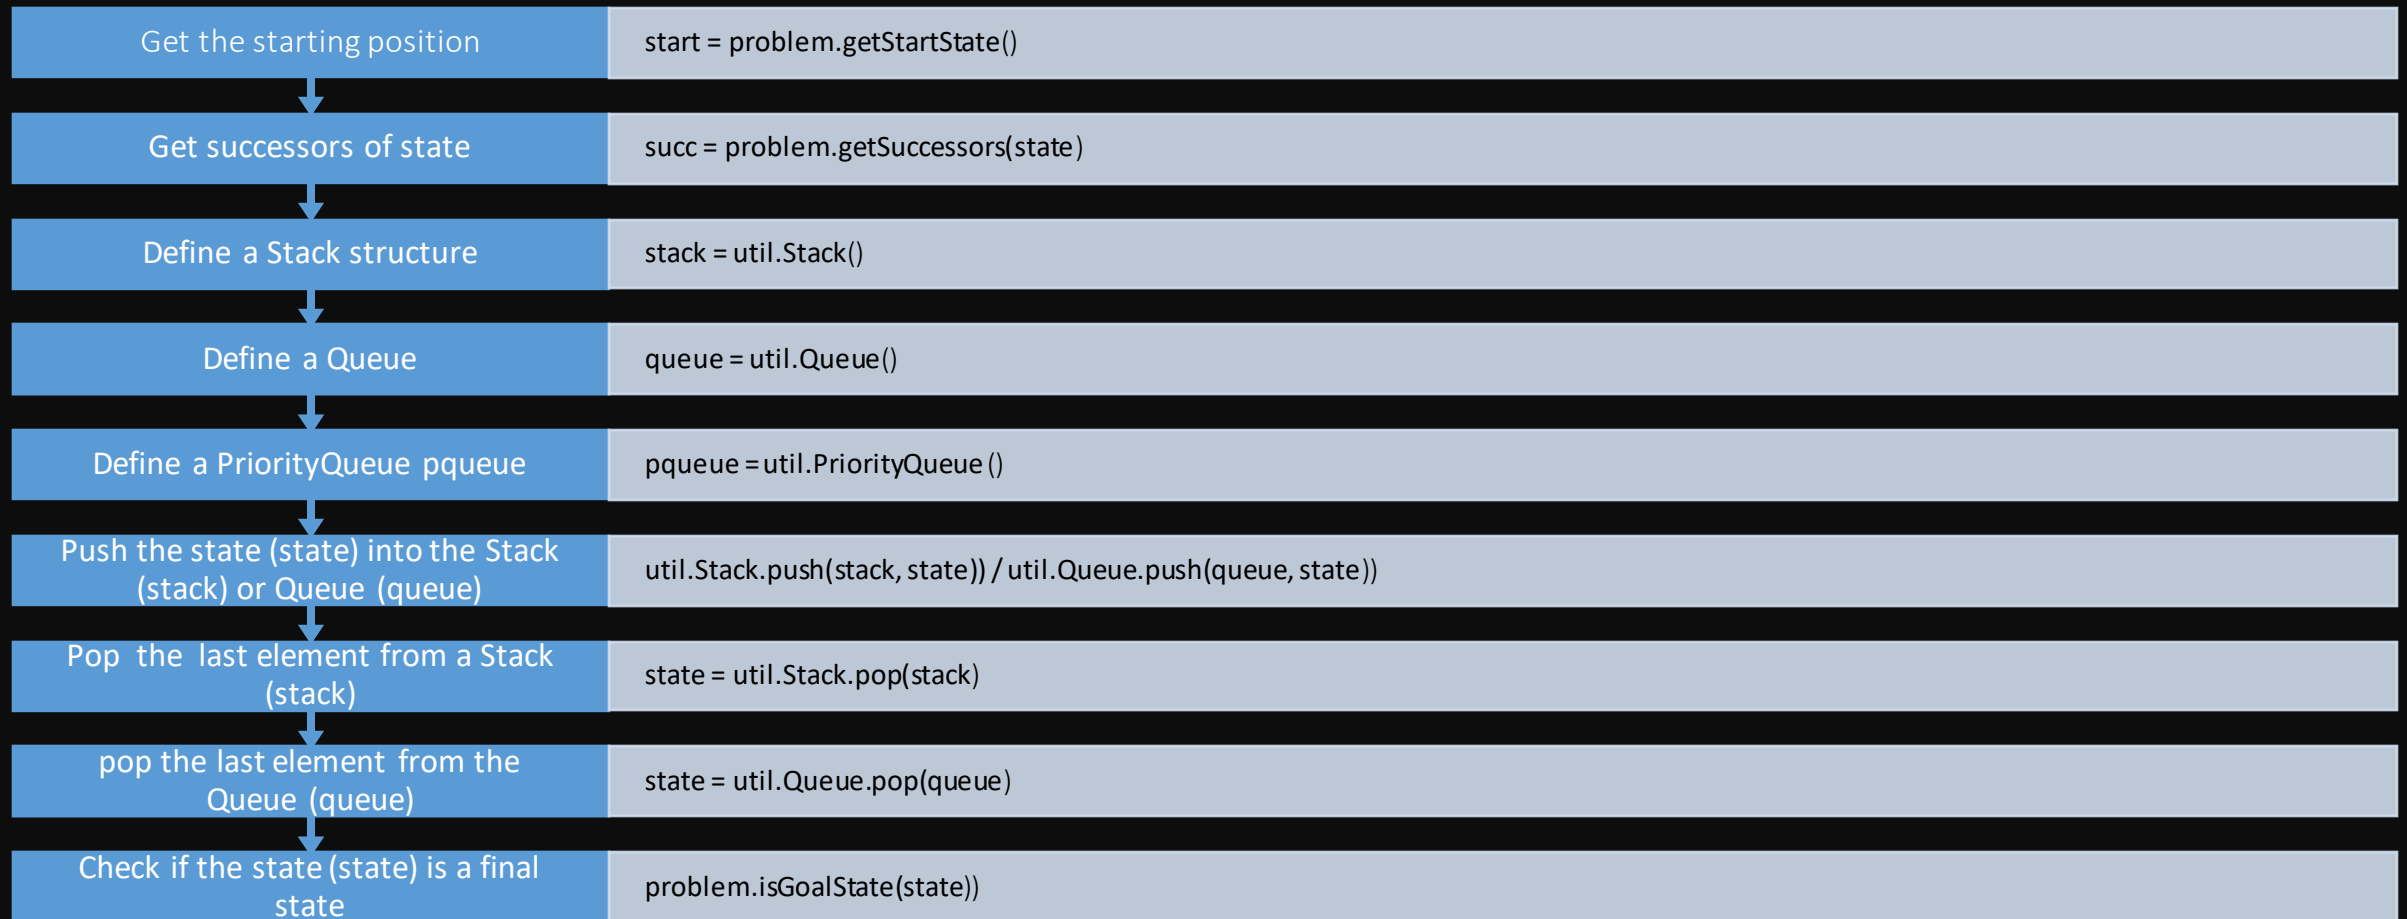 Get the starting position
start = problem.getStartState()
Get successors of state
succ = problem.getSuccessors(state)
Define a Stack structure
stack = util.Stack()
Define a Queue
queue = util.Queue()
Define a PriorityQueue pqueue
pqueue = util.PriorityQueue()
Push the state (state) into the Stack
(stack) or Queue (queue)
util.Stack.push(stack, state)) / util.Queue.push(queue, state))
Pop the last element from a Stack
(stack)
state = util.Stack.pop(stack)
pop the last element from the
Queue (queue)
state = util.Queue.pop(queue)
Check if the state (state) is a final
state
problem.isGoalState(state))